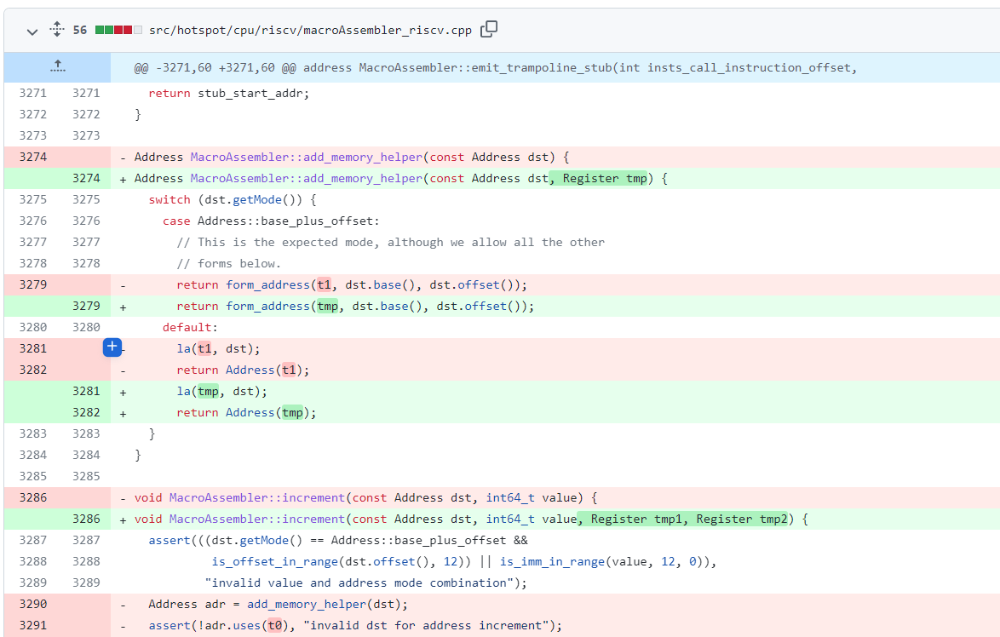 56 src/hotspot/cpu/riscv/macroAssembler_riscv.cpp
@@ -3271,60 +3271,60 @@ address MacroAssembler::emit_trampoline_stub(int insts_call_instruction_offset,
3271 3271 return stub_start_addr;
3272 3272 }
3273 3273
3274 - Address MacroAssembler::add_memory_helper(const Address dst) {
3274 + Address MacroAssembler::add_memory_helper(const Address dst, Register tmp) {
3275 3275 switch (dst.getMode()) {
3276 3276 case Address::base_plus_offset:
3277 3277 // This is the expected mode, although we allow all the other
3278 3278 // forms below.
3279 - return form_address(t1, dst.base(), dst.offset());
3279 + return form_address(tmp, dst.base(), dst.offset());
3280 3280 default:
3281 + - la(t1, dst);
3282 - return Address(t1);
3281 + la(tmp, dst);
3282 + return Address(tmp);
3283 3283 }
3284 3284 }
3285 3285
3286 - void MacroAssembler::increment(const Address dst, int64_t value) {
3286 + void MacroAssembler::increment(const Address dst, int64_t value, Register tmp1, Register tmp2) {
3287 3287 assert(((dst.getMode() == Address::base_plus_offset &&
3288 3288 is_offset_in_range(dst.offset(), 12)) || is_imm_in_range(value, 12, 0)),
3289 3289 "invalid value and address mode combination");
3290 - Address adr = add_memory_helper(dst);
3291 - assert(!adr.uses(t0), "invalid dst for address increment");